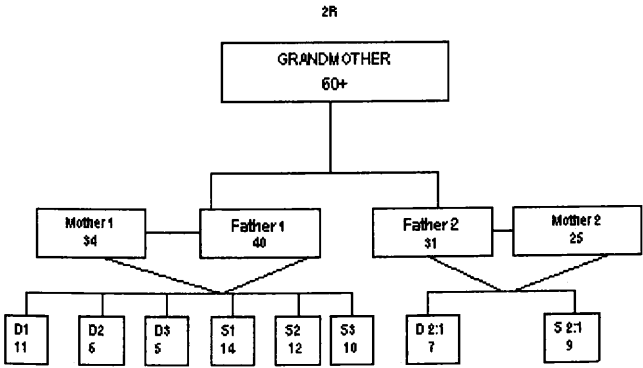 2R
GRANDMOTHER
60+
Mother 1
34
Father 1
40
Father 2
31
Mother 2
25
D1
11
D2
6
D3
5
S1
14
S2
12
S3
10
D 2:1
7
S 2:1
9